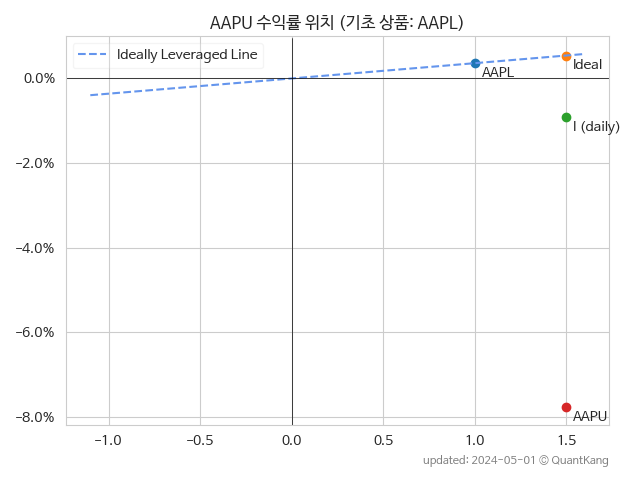 AAPU 수익률 위치 (기초 상품: AAPL)
Ideally Leveraged Line
0.0%
−2.0%
−4.0%
−6.0%
−8.0%
AAPL
Ideal
I (daily)
AAPU
−1.0 −0.5 0.0 0.5 1.0 1.5
updated: 2024-05-01 © QuantKang